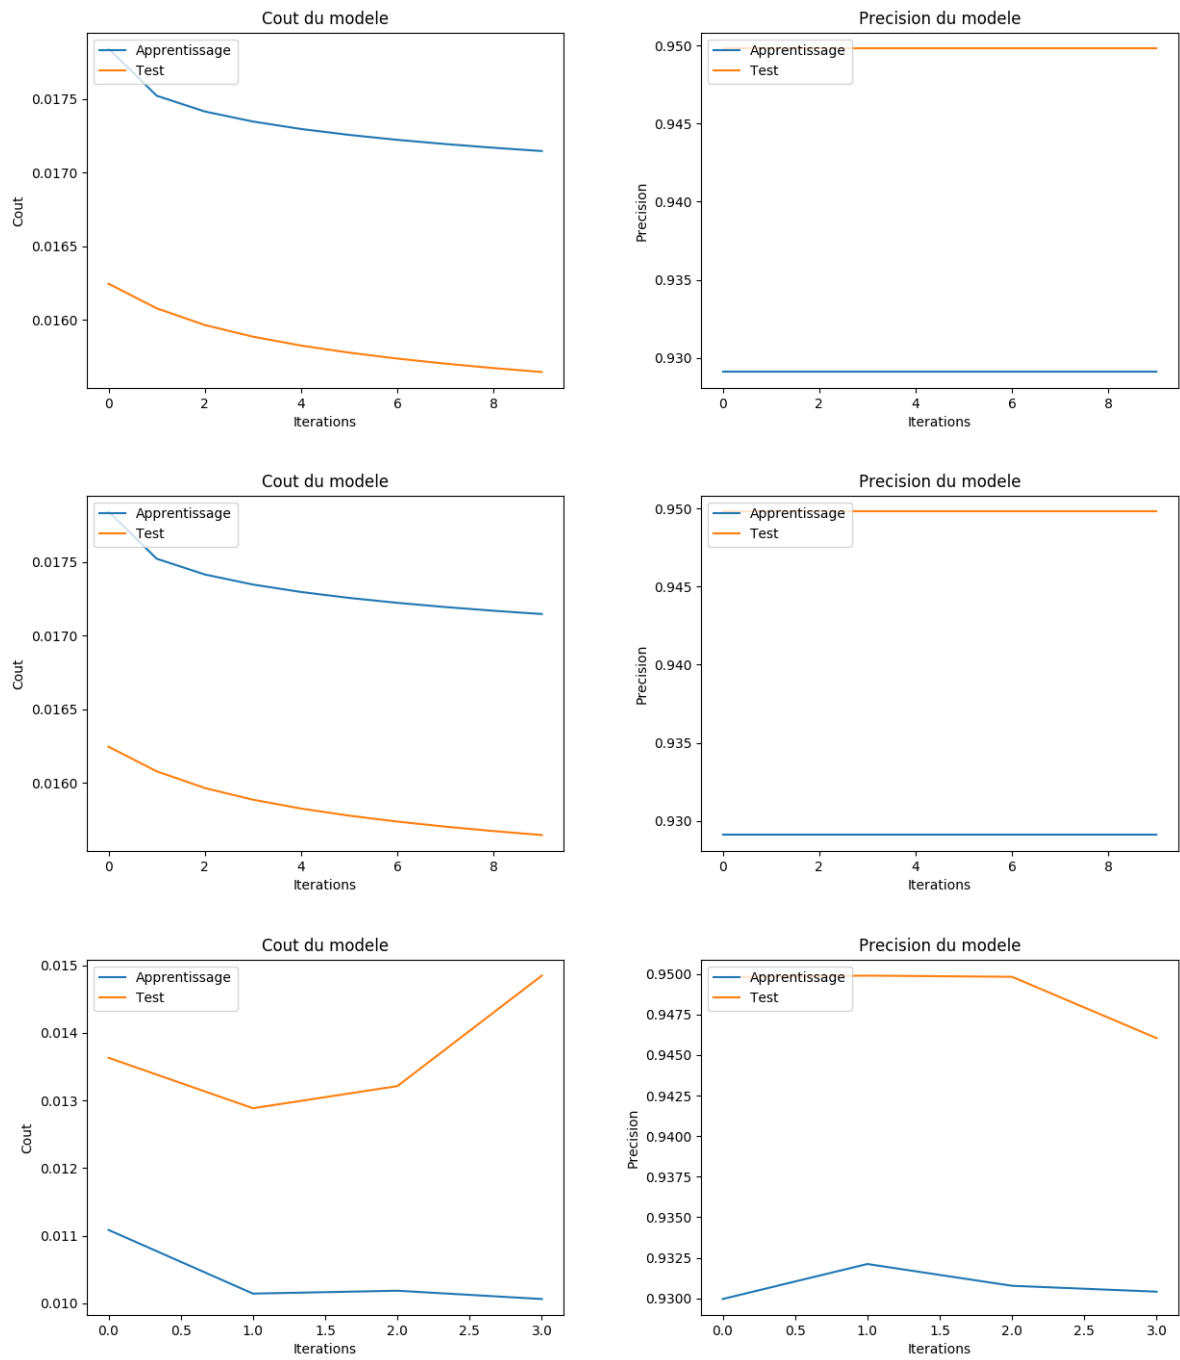 Cout du modele
Apprentissage
Test
0.0175
0.0170
0.0165
0.0160
Cout
0 2 4 6 8
Iterations
Precision du modele
Apprentissage
Test
0.950
0.945
0.940
0.935
0.930
Precision
0 2 4 6 8
Iterations
Cout du modele
Apprentissage
Test
0.0175
0.0170
0.0165
0.0160
Cout
0 2 4 6 8
Iterations
Precision du modele
Apprentissage
Test
0.950
0.945
0.940
0.935
0.930
Precision
0 2 4 6 8
Iterations
Cout du modele
Apprentissage
Test
0.015
0.014
0.013
0.012
0.011
0.010
Cout
0.0 0.5 1.0 1.5 2.0 2.5 3.0
Iterations
Precision du modele
Apprentissage
Test
0.9500
0.9475
0.9450
0.9425
0.9400
0.9375
0.9350
0.9325
0.9300
Precision
0.0 0.5 1.0 1.5 2.0 2.5 3.0
Iterations